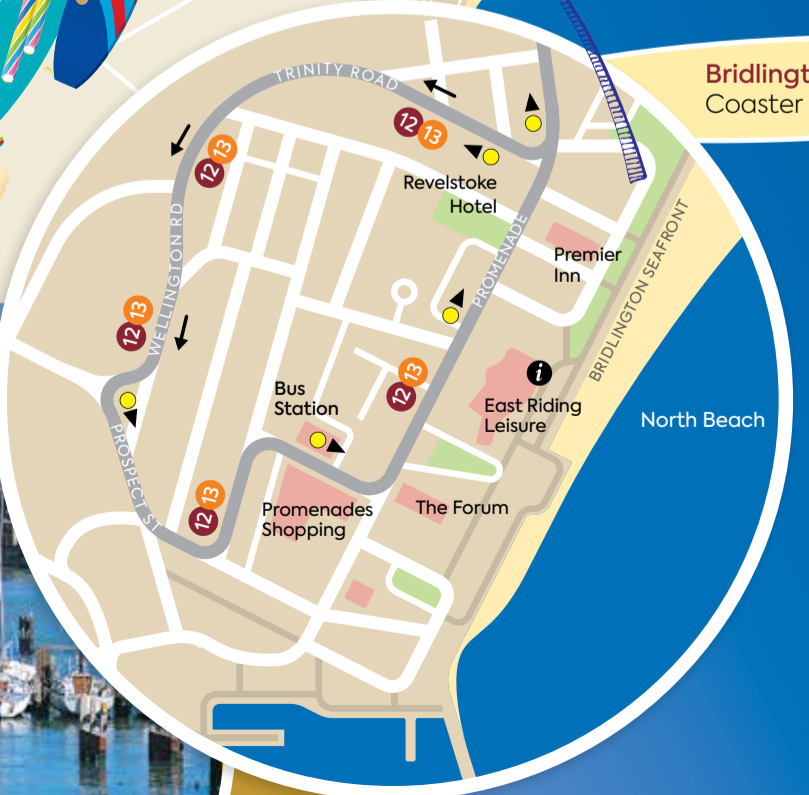 Bridlingt
Coaster
TRINITY ROAD
12 13
12 13
Revelstoke
Hotel
PROMENADE
Premier
Inn
BRIDLINGTON SEAFRONT
WELLINGTON RD
12 13
12 13
i
Bus
Station
East Riding
Leisure
North Beach
PROSPECT ST
12 13
Promenades
Shopping
The Forum